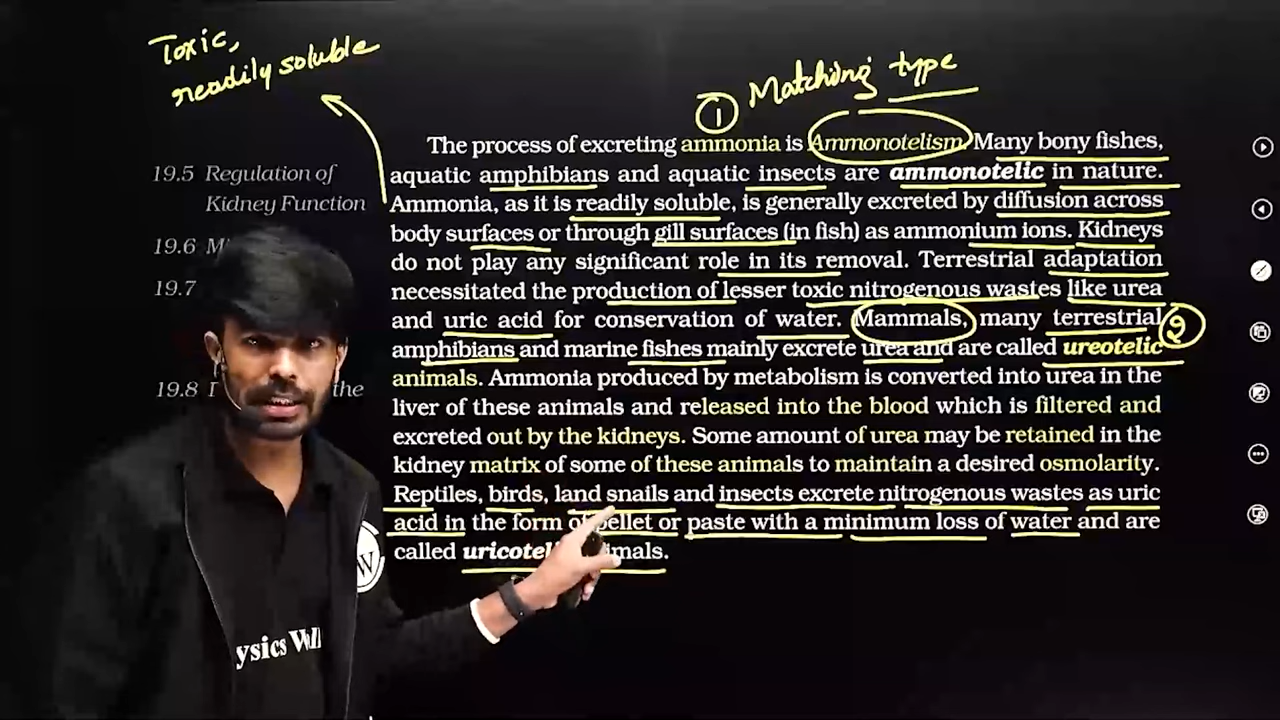 Toxic,
readily soluble
① Matching type
The process of excreting ammonia is Ammonotelism. Many bony fishes,
aquatic amphibians and aquatic insects are ammonotelic in nature.
Ammonia, as it is readily soluble, is generally excreted by diffusion across
body surfaces or through gill surfaces (in fish) as ammonium ions. Kidneys
do not play any significant role in its removal. Terrestrial adaptation
necessitated the production of lesser toxic nitrogenous wastes like urea
and uric acid for conservation of water. Mammals, many terrestrial
amphibians and marine fishes mainly excrete urea and are called ureotelic
animals. Ammonia produced by metabolism is converted into urea in the
liver of these animals and released into the blood which is filtered and
excreted out by the kidneys. Some amount of urea may be retained in the
kidney matrix of some of these animals to maintain a desired osmolarity.
Reptiles, birds, land snails and insects excrete nitrogenous wastes as uric
acid in the form of pellet or paste with a minimum loss of water and are
called
19.5 Regulation of
Kidney Function
19.6
19.7
19.8 the
ysics W
W